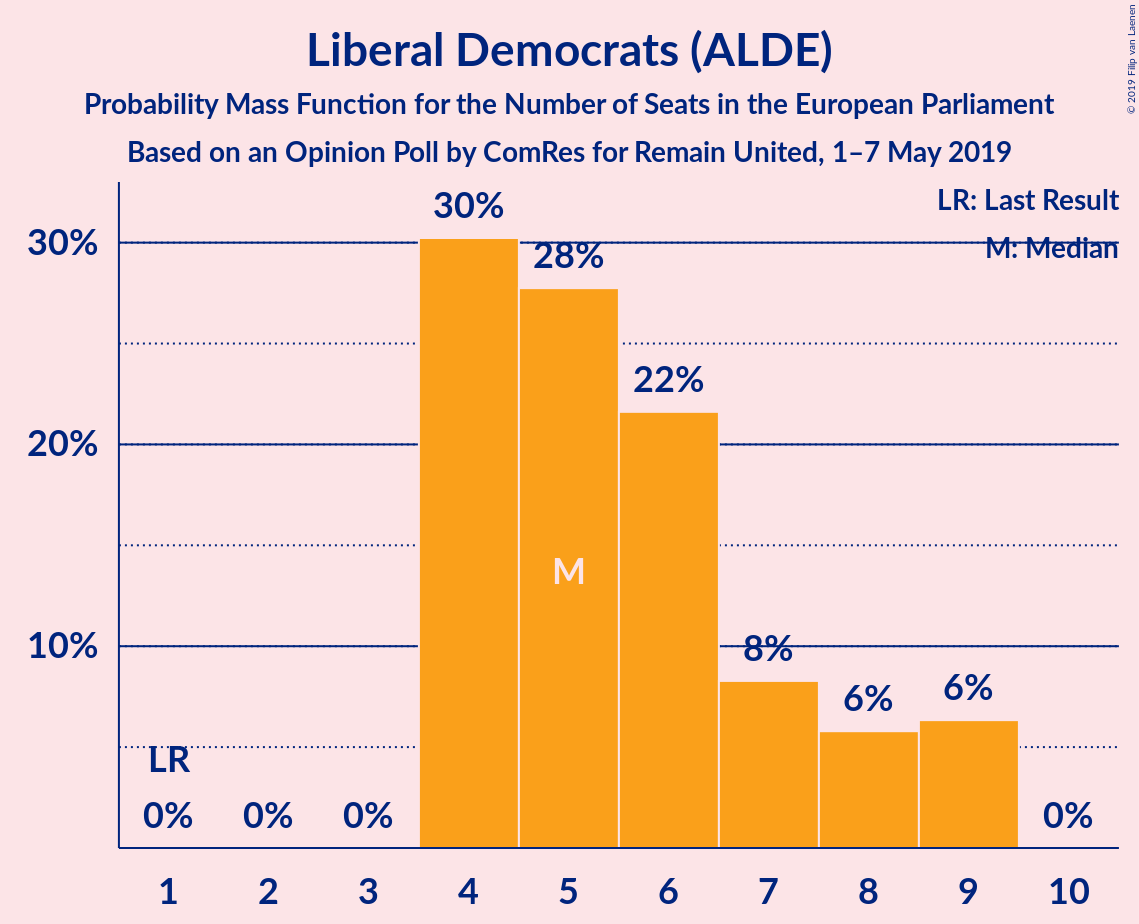 Liberal Democrats (ALDE)
Probability Mass Function for the Number of Seats in the European Parliament
Based on an Opinion Poll by ComRes for Remain United, 1–7 May 2019
© 2019 Filip van Laenen
LR: Last Result
M: Median
30%
20%
10%
LR
0%
0%
0%
30%
28%
M
22%
8%
6%
6%
0%
1 2 3 4 5 6 7 8 9 10